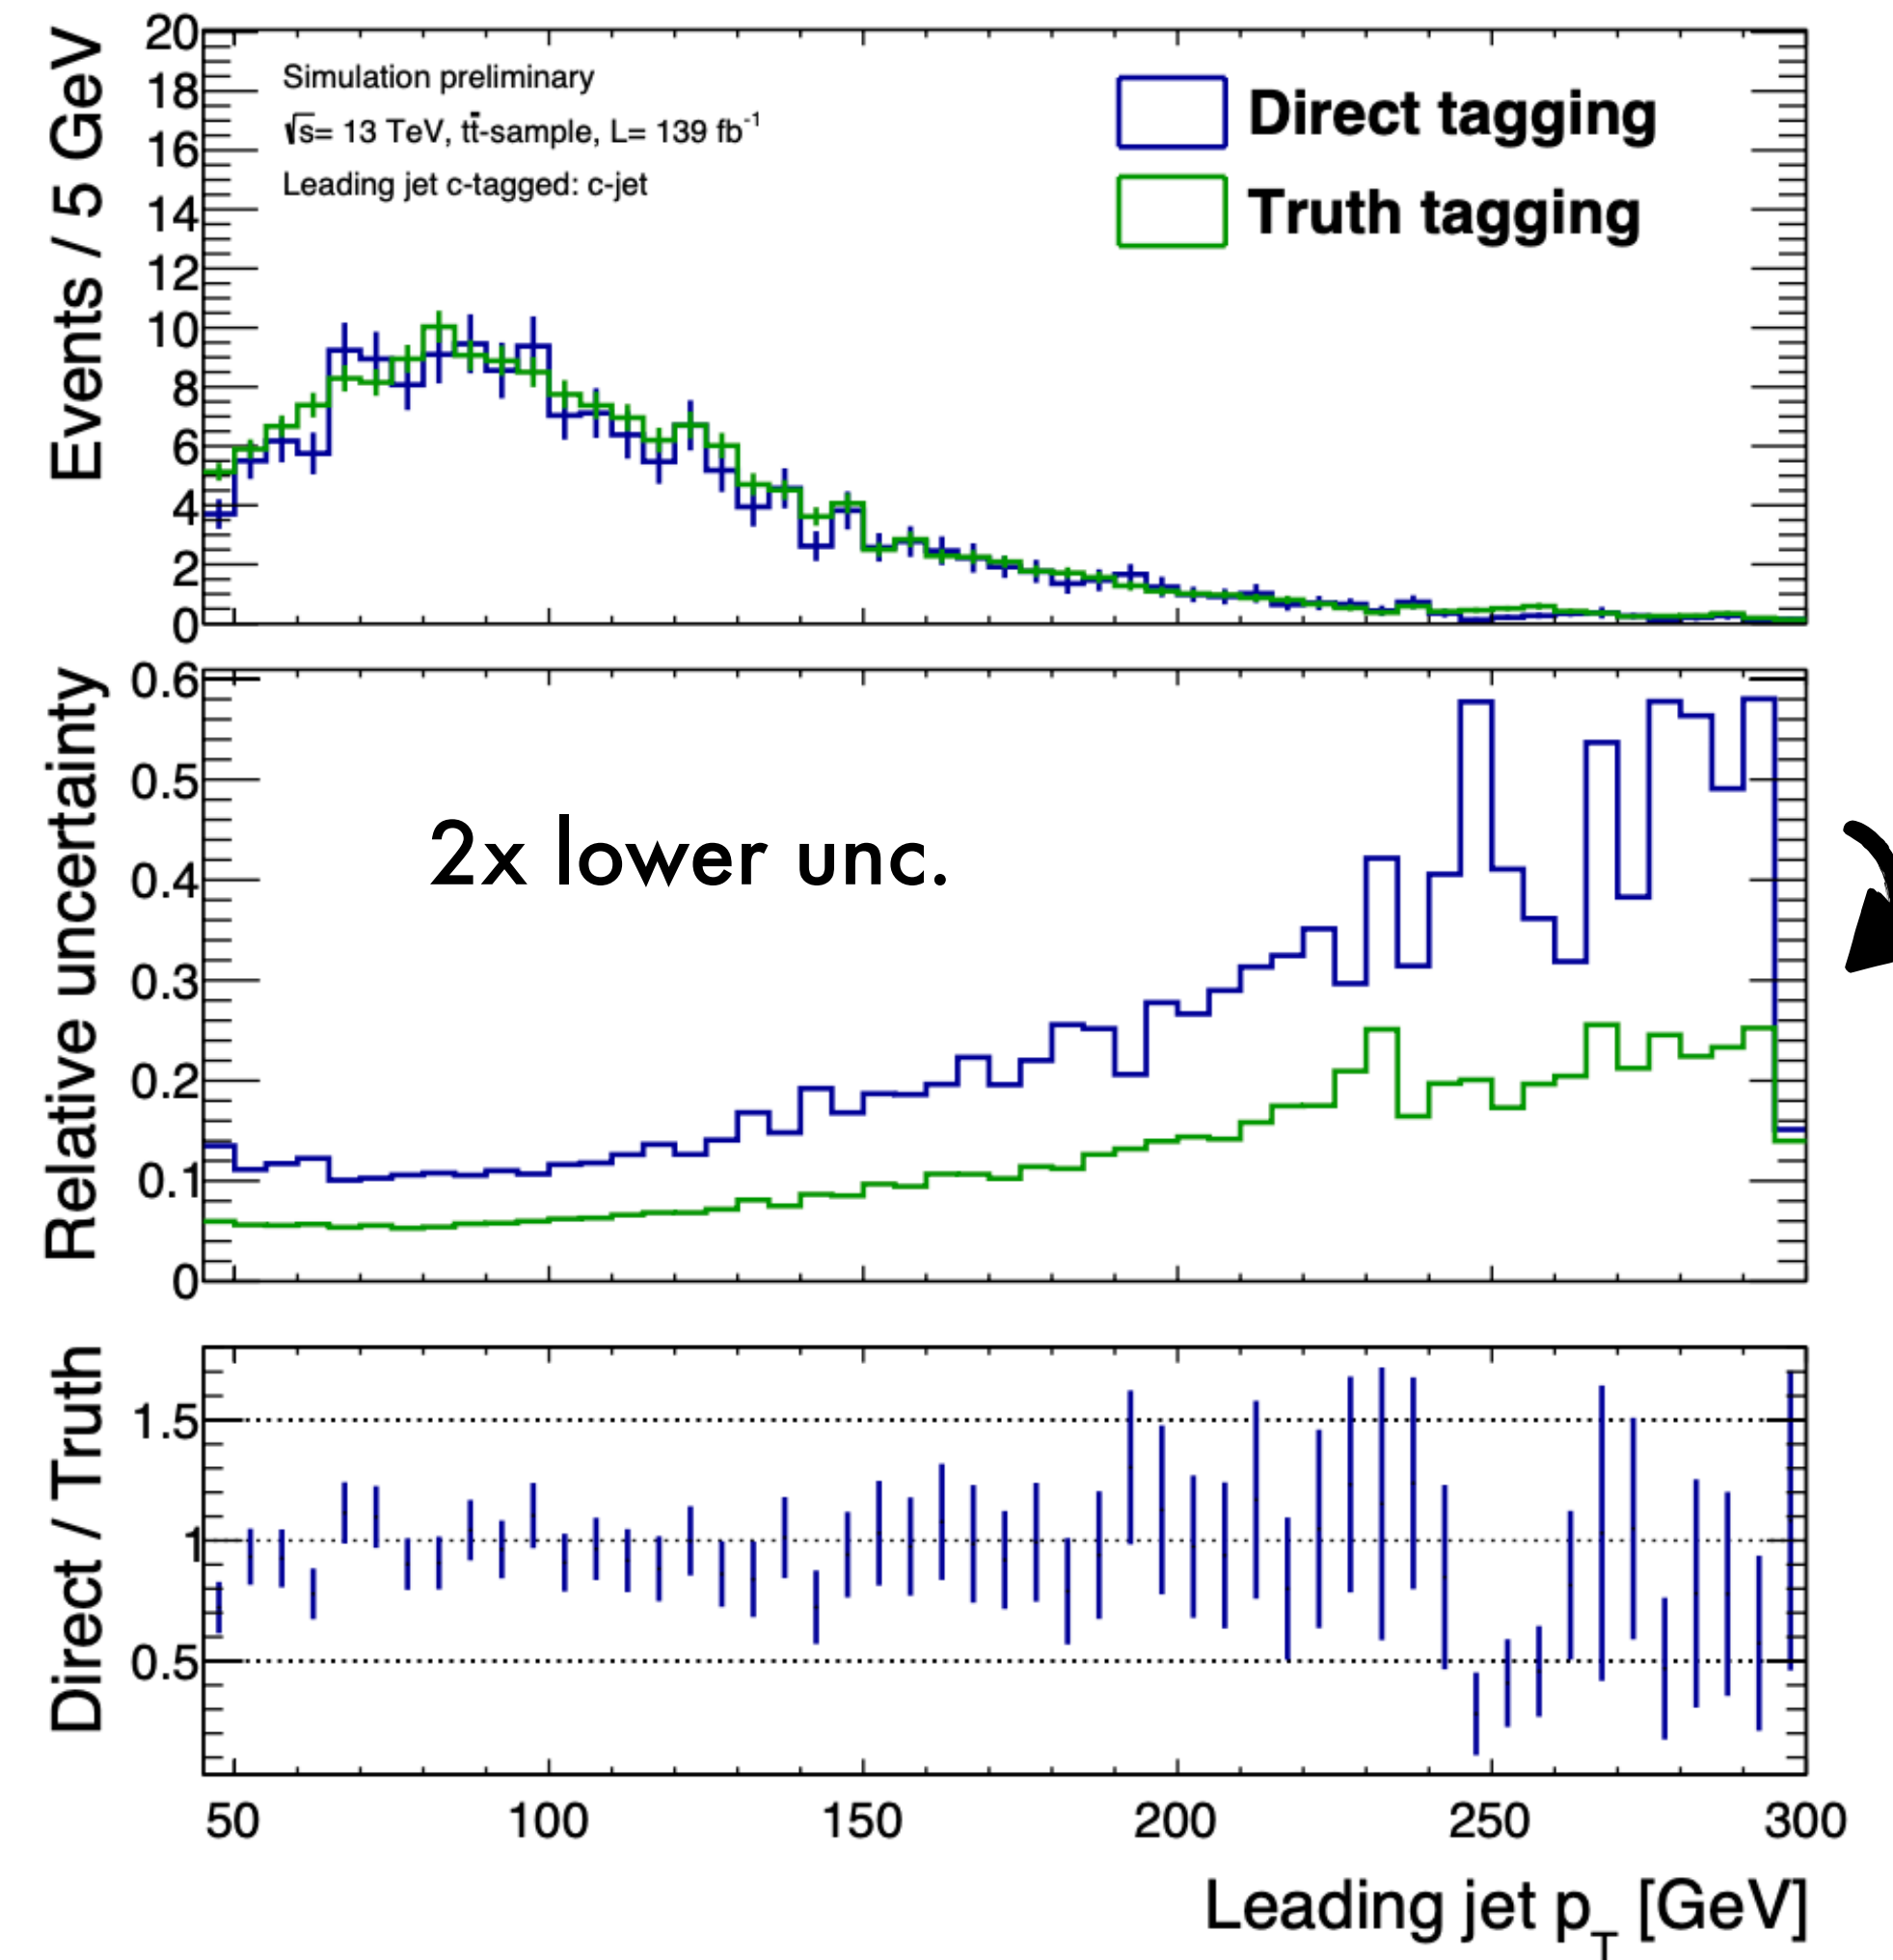 Events / 5 GeV
20
18
16
14
12
10
8
6
4
2
0
Simulation preliminary
√s= 13 TeV, tt̄-sample, L= 139 fb⁻¹
Leading jet c-tagged: c-jet
Direct tagging
Truth tagging
Relative uncertainty
0.6
0.5
0.4
0.3
0.2
0.1
0
2x lower unc.
Direct / Truth
1.5
1
0.5
50 100 150 200 250 300
Leading jet p_T [GeV]